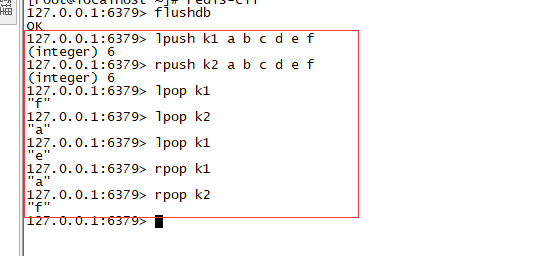 [root@localhost ~]# redis-cli
127.0.0.1:6379> flushdb
OK
127.0.0.1:6379> lpush k1 a b c d e f
(integer) 6
127.0.0.1:6379> rpush k2 a b c d e f
(integer) 6
127.0.0.1:6379> lpop k1
"f"
127.0.0.1:6379> lpop k2
"a"
127.0.0.1:6379> lpop k1
"e"
127.0.0.1:6379> rpop k1
"a"
127.0.0.1:6379> rpop k2
"f"
127.0.0.1:6379>